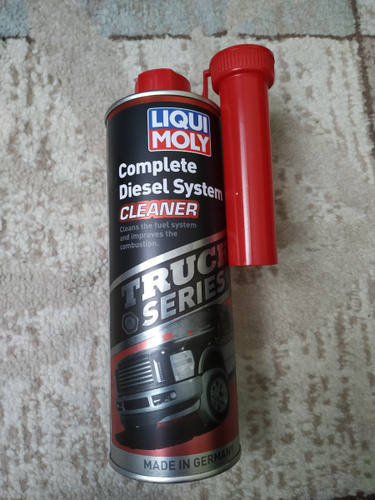 LIQUI
MOLY
Complete
Diesel System
CLEANER
Cleans the fuel system
and improves the
combustion.
TRUCK
SERIES
MADE IN GERMANY